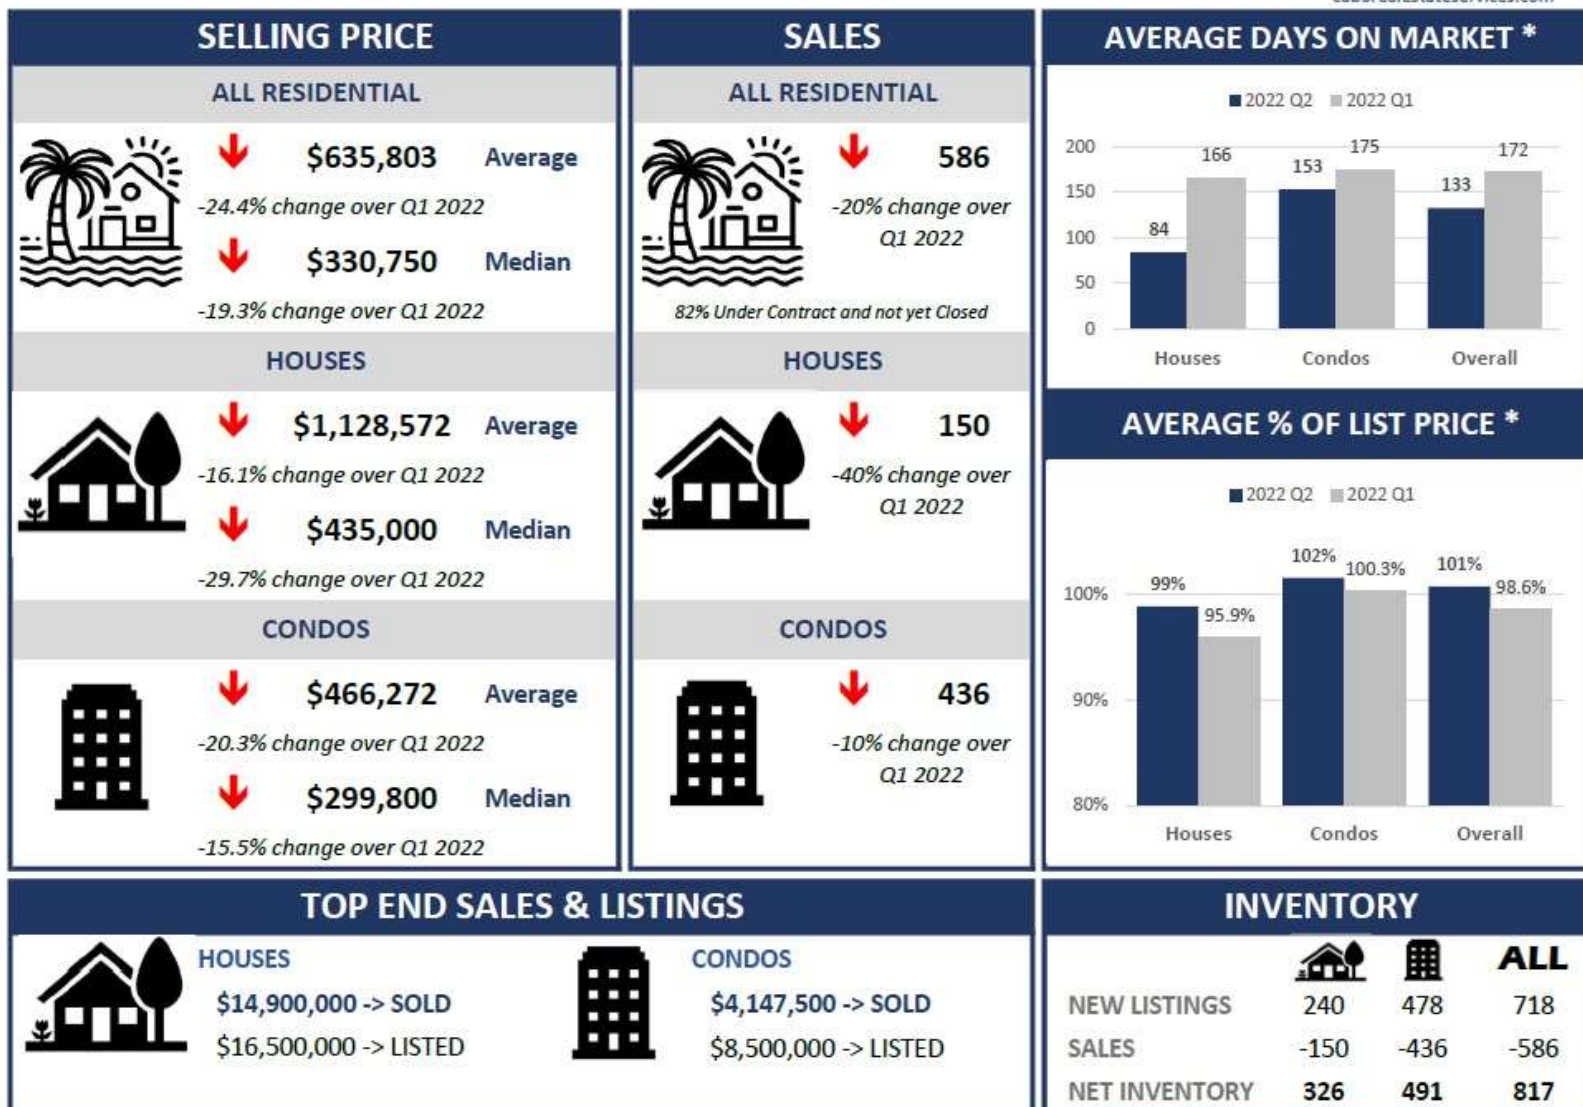 SELLING PRICE
ALL RESIDENTIAL
$635,803 Average
-24.4% change over Q1 2022
$330,750 Median
-19.3% change over Q1 2022
HOUSES
$1,128,572 Average
-16.1% change over Q1 2022
$435,000 Median
-29.7% change over Q1 2022
CONDOS
$466,272 Average
-20.3% change over Q1 2022
$299,800 Median
-15.5% change over Q1 2022
SALES
ALL RESIDENTIAL
586
-20% change over
Q1 2022
82% Under Contract and not yet Closed
HOUSES
150
-40% change over
Q1 2022
CONDOS
436
-10% change over
Q1 2022
AVERAGE DAYS ON MARKET *
2022 Q2 2022 Q1
200
150
100
50
0
84 166 153 175 133 172
Houses Condos Overall
AVERAGE % OF LIST PRICE *
2022 Q2 2022 Q1
100%
90%
80%
99% 95.9% 102% 100.3% 101% 98.6%
Houses Condos Overall
TOP END SALES & LISTINGS
HOUSES
$14,900,000 -> SOLD
$16,500,000 -> LISTED
CONDOS
$4,147,500 -> SOLD
$8,500,000 -> LISTED
INVENTORY
ALL
NEW LISTINGS 240 478 718
SALES -150 -436 -586
NET INVENTORY 326 491 817